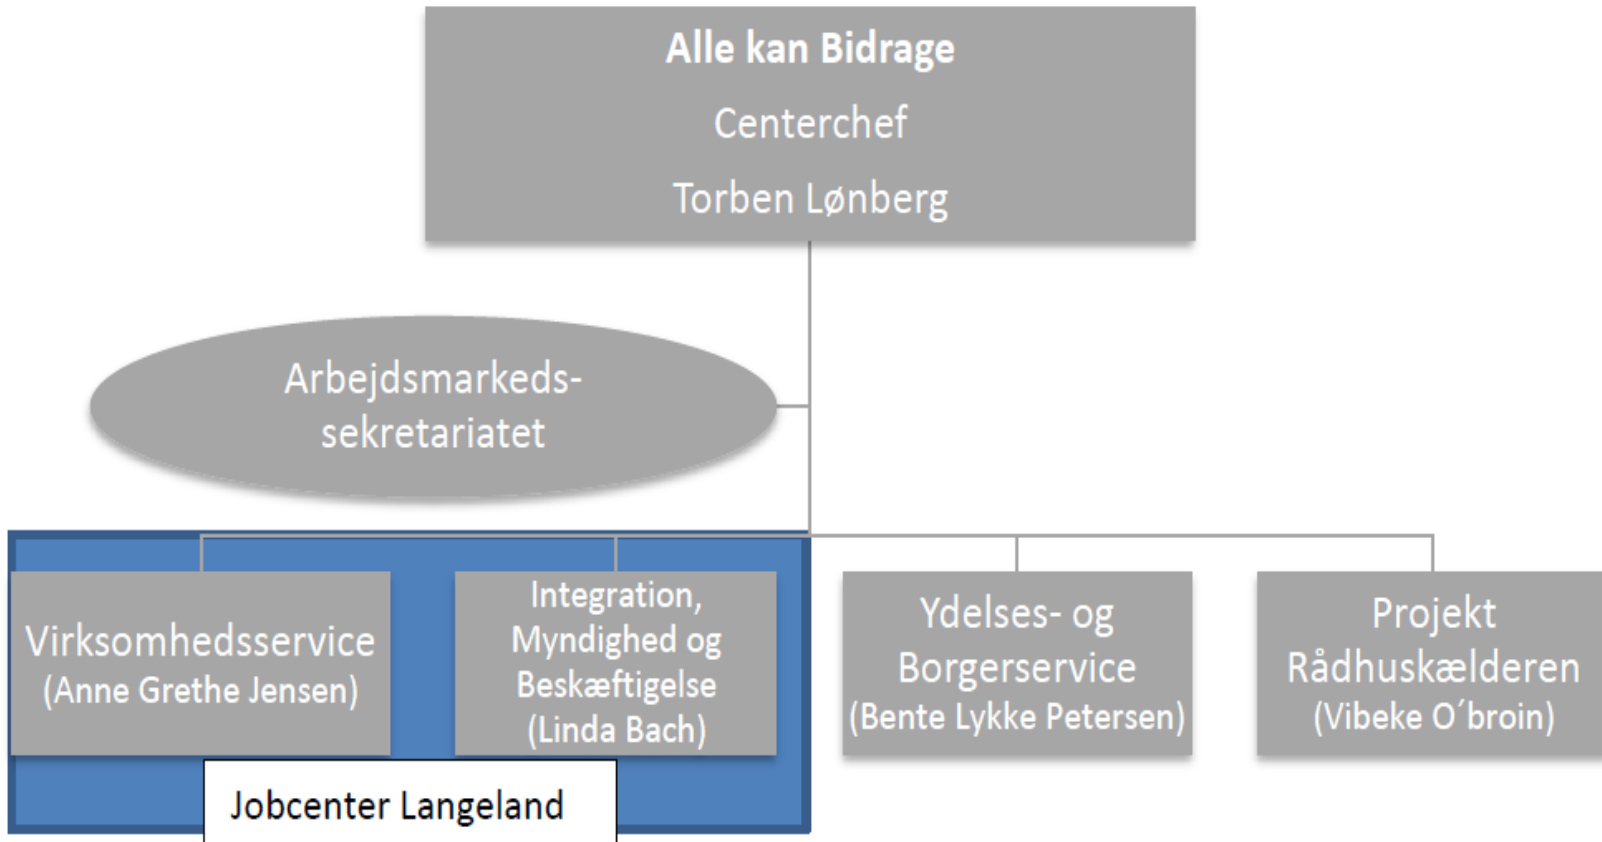 Alle kan Bidrage
Centerchef
Torben Lønberg
Arbejdsmarkeds-
sekretariatet
Virksomhedsservice
(Anne Grethe Jensen)
Integration,
Myndighed og
Beskæftigelse
(Linda Bach)
Ydelses- og
Borgerservice
(Bente Lykke Petersen)
Projekt
Rådhuskælderen
(Vibeke O´broin)
Jobcenter Langeland